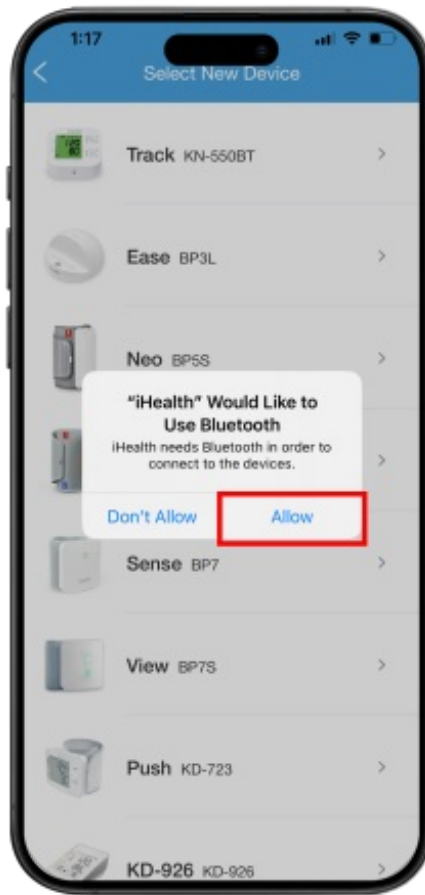 1:17
Select New Device
Track KN-550BT
Ease BP3L
Neo BP5S
“iHealth” Would Like to
Use Bluetooth
iHealth needs Bluetooth in order to
connect to the devices.
Don't Allow Allow
Sense BP7
View BP7S
Push KD-723
KD-926 KD-926